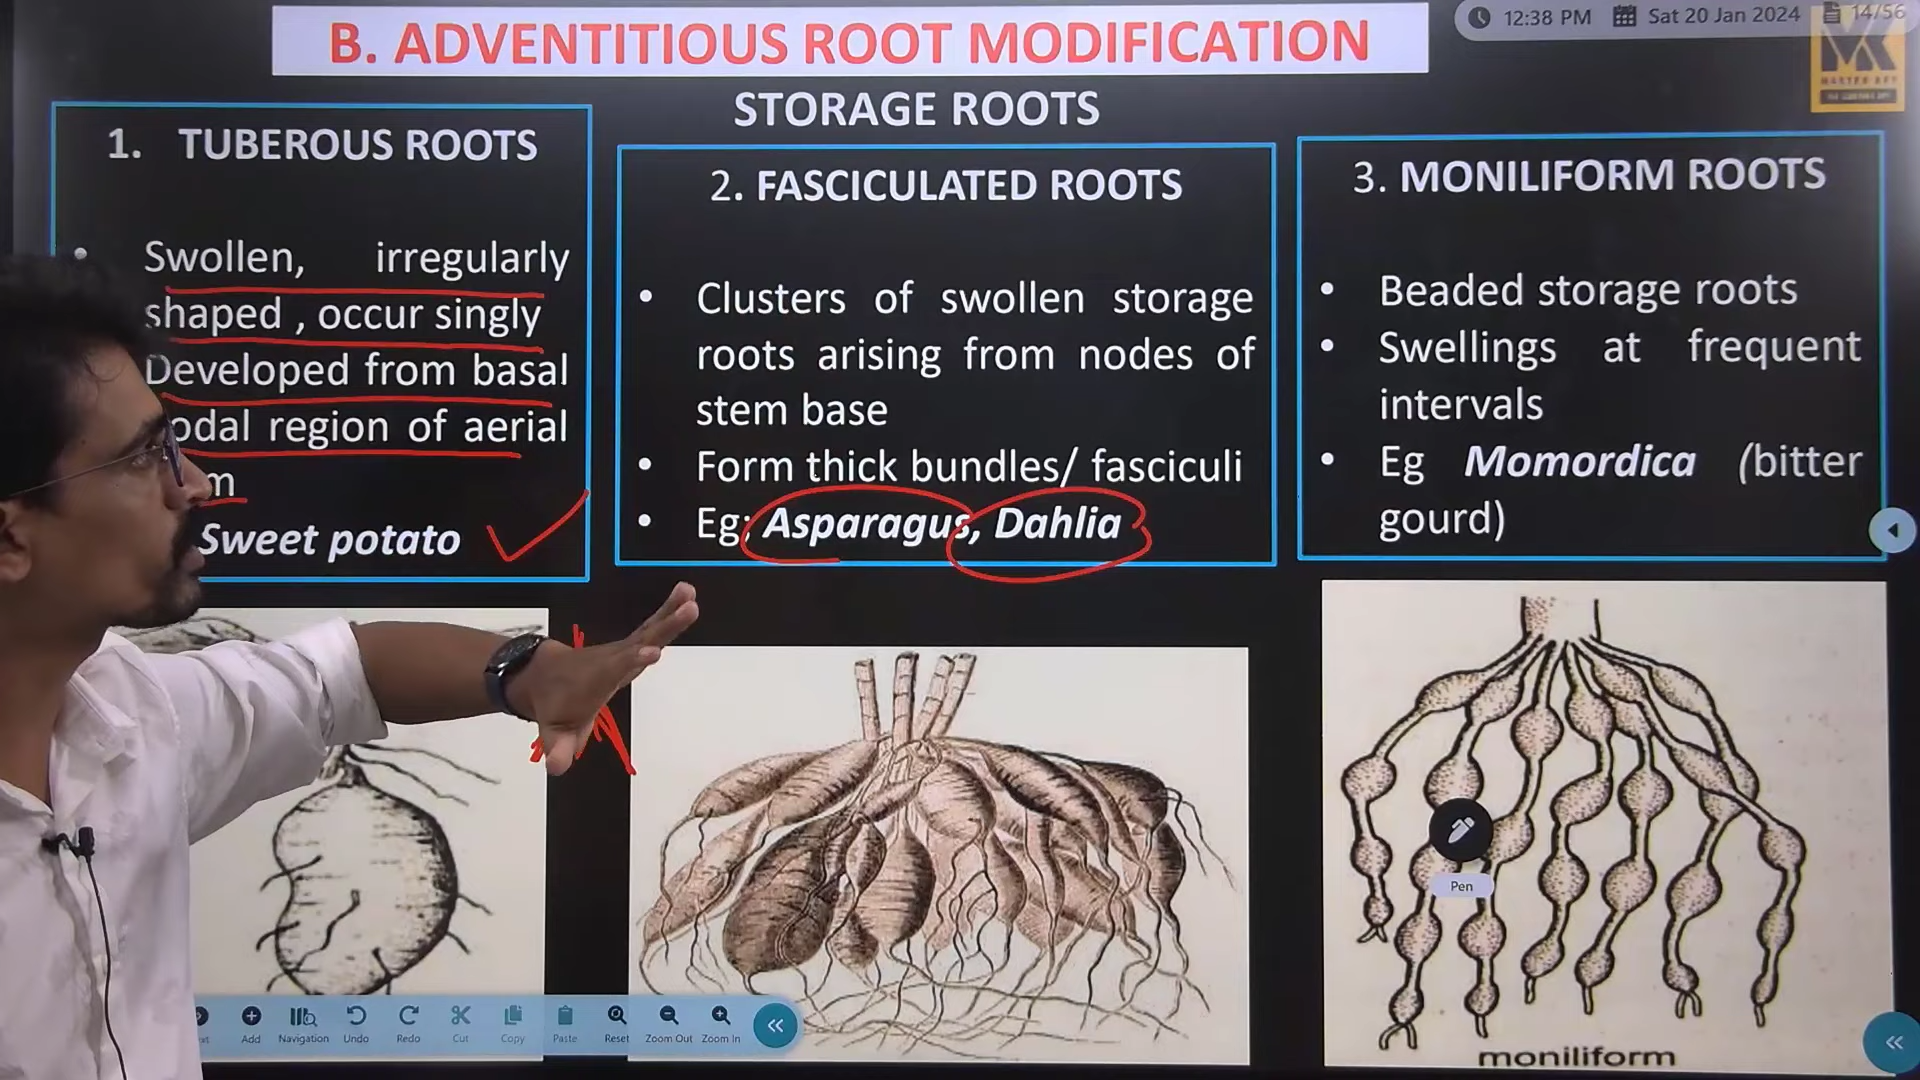 B. ADVENTITIOUS ROOT MODIFICATION
12:38 PM Sat 20 Jan 2024 14/56
STORAGE ROOTS
1. TUBEROUS ROOTS
• Swollen, irregularly
shaped , occur singly
Developed from basal
odal region of aerial
m
Sweet potato
2. FASCICULATED ROOTS
• Clusters of swollen storage
roots arising from nodes of
stem base
• Form thick bundles/ fasciculi
• Eg; Asparagus, Dahlia
3. MONILIFORM ROOTS
• Beaded storage roots
• Swellings at frequent
intervals
• Eg Momordica (bitter
gourd)
Pen
moniliform
Add Navigation Undo Redo Cut Copy Paste Reset Zoom Out Zoom In
MK
MASTER KEY